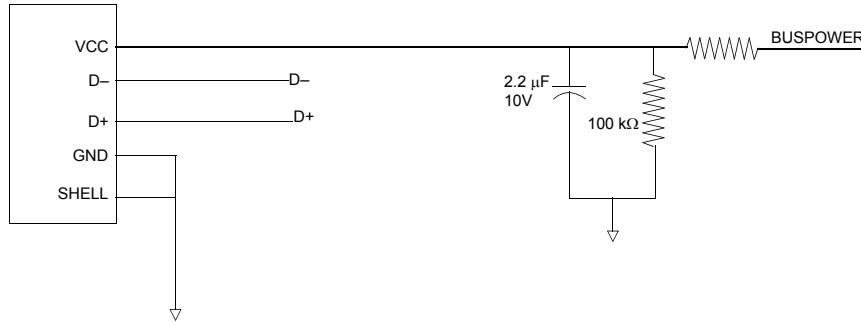 VCC
BUSPOWER
D–
D–
2.2 µF
10V
D+
D+
100 kΩ
GND
SHELL